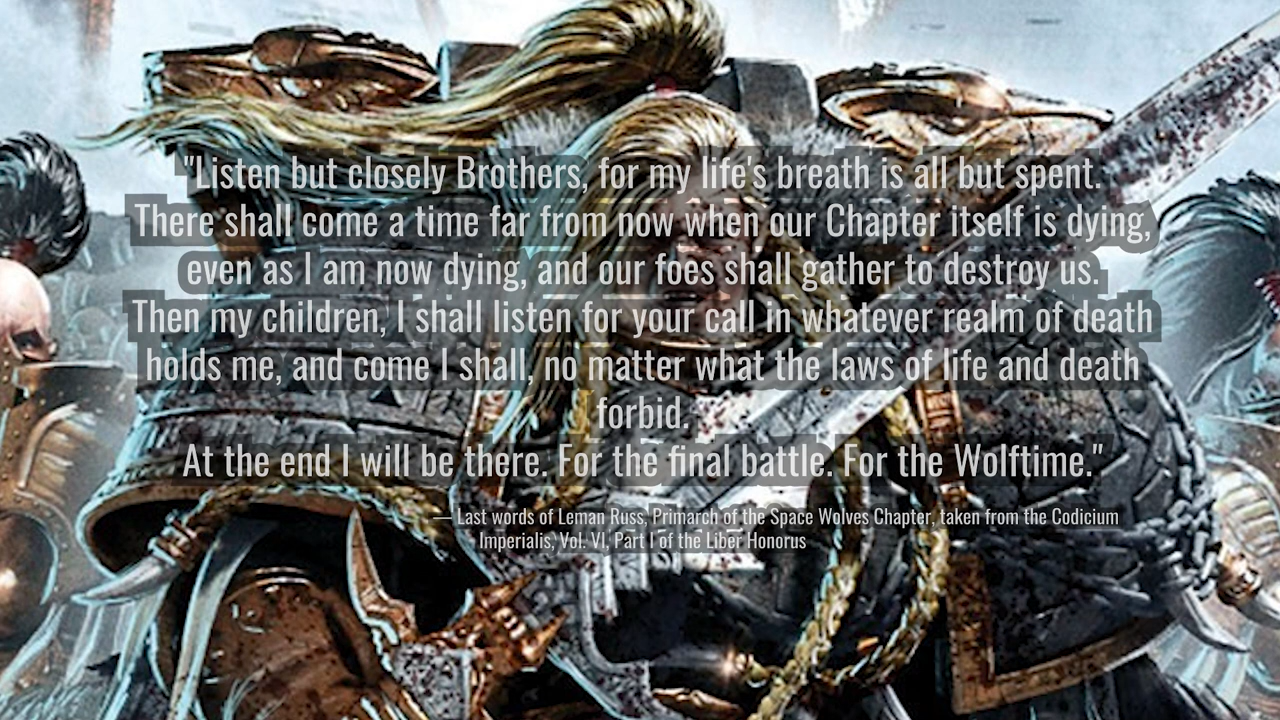 "Listen but closely Brothers, for my life's breath is all but spent.
There shall come a time far from now when our Chapter itself is dying,
even as I am now dying, and our foes shall gather to destroy us.
Then my children, I shall listen for your call in whatever realm of death
holds me, and come I shall, no matter what the laws of life and death
forbid.
At the end I will be there. For the final battle. For the Wolftime."
— Last words of Leman Russ, Primarch of the Space Wolves Chapter, taken from the Codicium
Imperialis, Vol. VI, Part I of the Liber Honorus